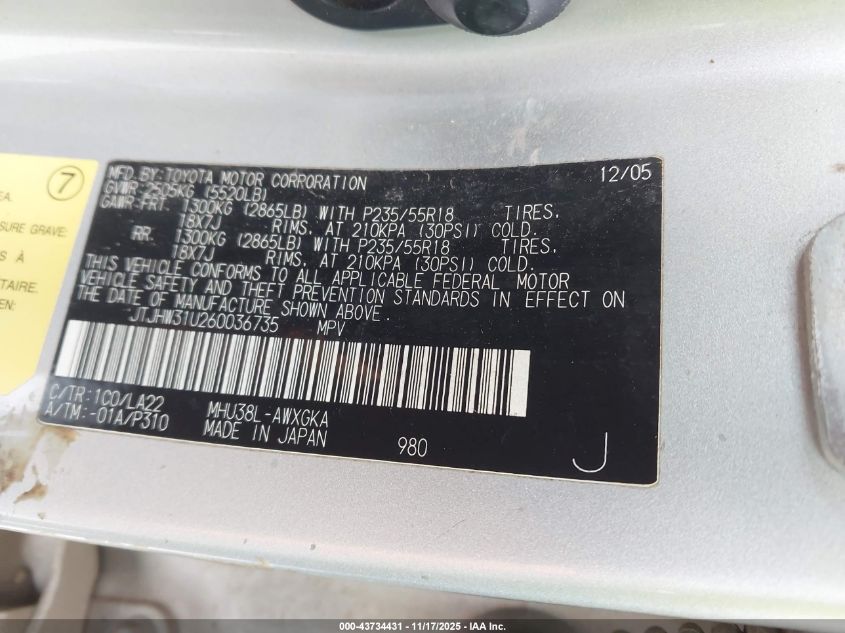 7
SA.
SURE GRAVE:
S À
TAIRE.
EN:
MFD. BY: TOYOTA MOTOR CORPORATION 12/05
GVWR: 2505KG (5520LB)
GAWR: FRT. 1300KG (2865LB) WITH P235/55R18 TIRES.
18X7J RIMS. AT 210KPA (30PSI) COLD.
RR. 1300KG (2865LB) WITH P235/55R18 TIRES.
18X7J RIMS. AT 210KPA (30PSI) COLD.
THIS VEHICLE CONFORMS TO ALL APPLICABLE FEDERAL MOTOR
VEHICLE SAFETY AND THEFT PREVENTION STANDARDS IN EFFECT ON
THE DATE OF MANUFACTURE SHOWN ABOVE.
JTJHW31U260036735 MPV
C/TR: 1C0/LA22 MHU38L-AWXGKA
A/TM: -01A/P310 MADE IN JAPAN 980 J
000-43734431 - 11/17/2025 - IAA Inc.